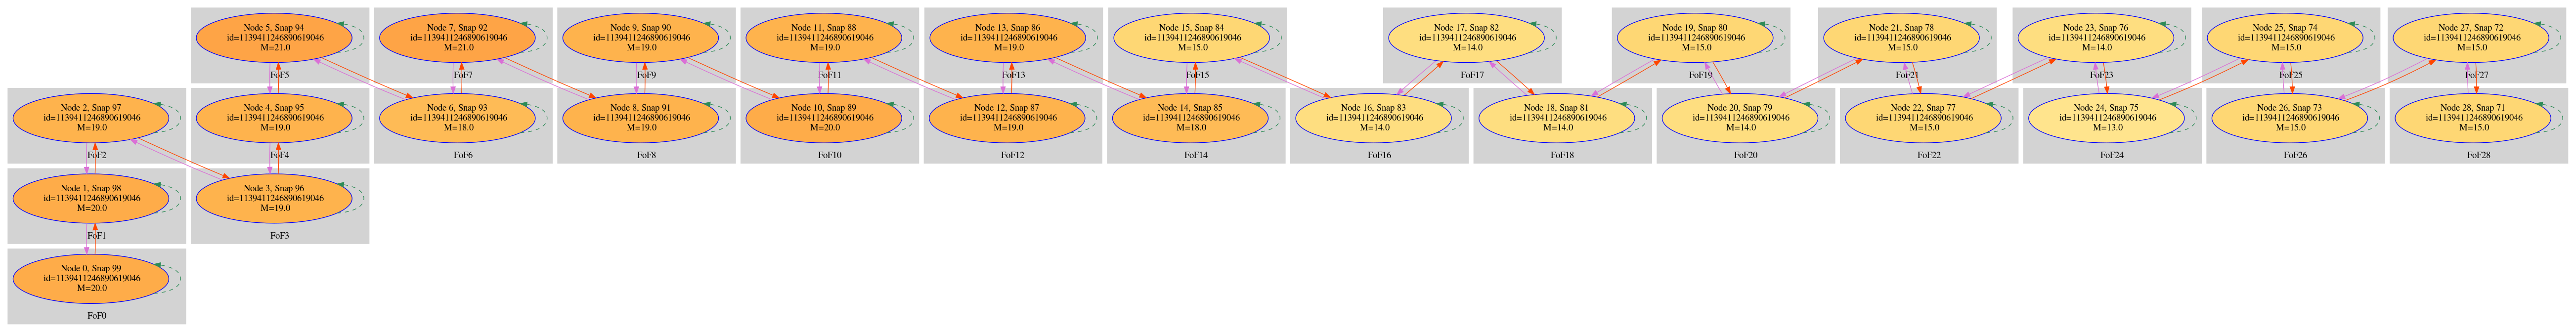 Node 5, Snap 94
id=1139411246890619046
M=21.0
FoF5
Node 7, Snap 92
id=1139411246890619046
M=21.0
FoF7
Node 9, Snap 90
id=1139411246890619046
M=19.0
FoF9
Node 11, Snap 88
id=1139411246890619046
M=19.0
FoF11
Node 13, Snap 86
id=1139411246890619046
M=19.0
FoF13
Node 15, Snap 84
id=1139411246890619046
M=15.0
FoF15
Node 17, Snap 82
id=1139411246890619046
M=14.0
FoF17
Node 19, Snap 80
id=1139411246890619046
M=15.0
FoF19
Node 21, Snap 78
id=1139411246890619046
M=15.0
FoF21
Node 23, Snap 76
id=1139411246890619046
M=14.0
FoF23
Node 25, Snap 74
id=1139411246890619046
M=15.0
FoF25
Node 27, Snap 72
id=1139411246890619046
M=15.0
FoF27
Node 2, Snap 97
id=1139411246890619046
M=19.0
FoF2
Node 4, Snap 95
id=1139411246890619046
M=19.0
FoF4
Node 6, Snap 93
id=1139411246890619046
M=18.0
FoF6
Node 8, Snap 91
id=1139411246890619046
M=19.0
FoF8
Node 10, Snap 89
id=1139411246890619046
M=20.0
FoF10
Node 12, Snap 87
id=1139411246890619046
M=19.0
FoF12
Node 14, Snap 85
id=1139411246890619046
M=18.0
FoF14
Node 16, Snap 83
id=1139411246890619046
M=14.0
FoF16
Node 18, Snap 81
id=1139411246890619046
M=14.0
FoF18
Node 20, Snap 79
id=1139411246890619046
M=14.0
FoF20
Node 22, Snap 77
id=1139411246890619046
M=15.0
FoF22
Node 24, Snap 75
id=1139411246890619046
M=13.0
FoF24
Node 26, Snap 73
id=1139411246890619046
M=15.0
FoF26
Node 28, Snap 71
id=1139411246890619046
M=15.0
FoF28
Node 1, Snap 98
id=1139411246890619046
M=20.0
FoF1
Node 3, Snap 96
id=1139411246890619046
M=19.0
FoF3
Node 0, Snap 99
id=1139411246890619046
M=20.0
FoF0